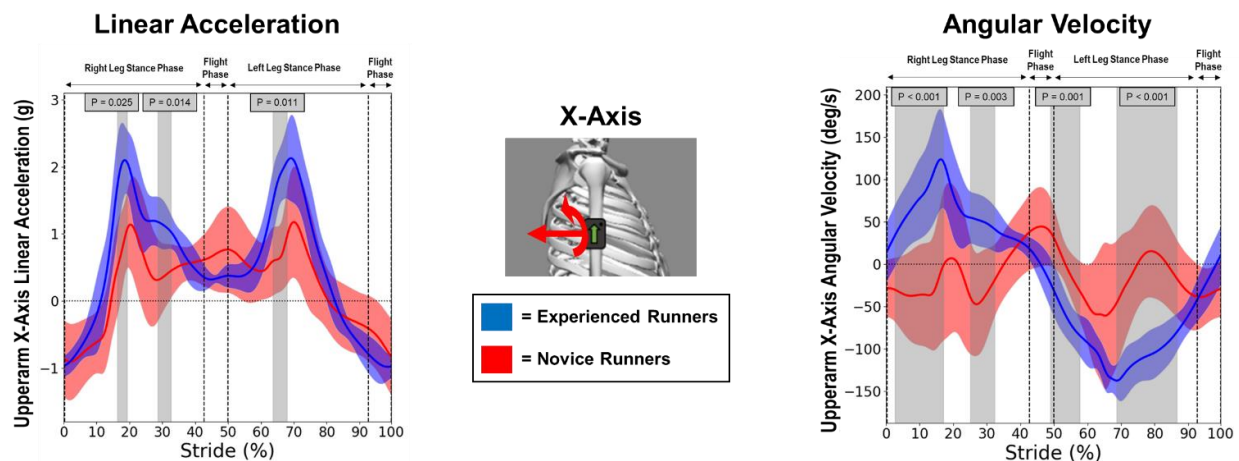 Linear Acceleration
Right Leg Stance Phase
Flight
Phase
Left Leg Stance Phase
Flight
Phase
P = 0.025
P = 0.014
P = 0.011
Upperarm X-Axis Linear Acceleration (g)
3
2
1
0
−1
0 10 20 30 40 50 60 70 80 90 100
Stride (%)
X-Axis
= Experienced Runners
= Novice Runners
Angular Velocity
Right Leg Stance Phase
Flight
Phase
Left Leg Stance Phase
Flight
Phase
P < 0.001
P = 0.003
P = 0.001
P < 0.001
Upperarm X-Axis Angular Velocity (deg/s)
200
150
100
50
0
−50
−100
−150
0 10 20 30 40 50 60 70 80 90 100
Stride (%)